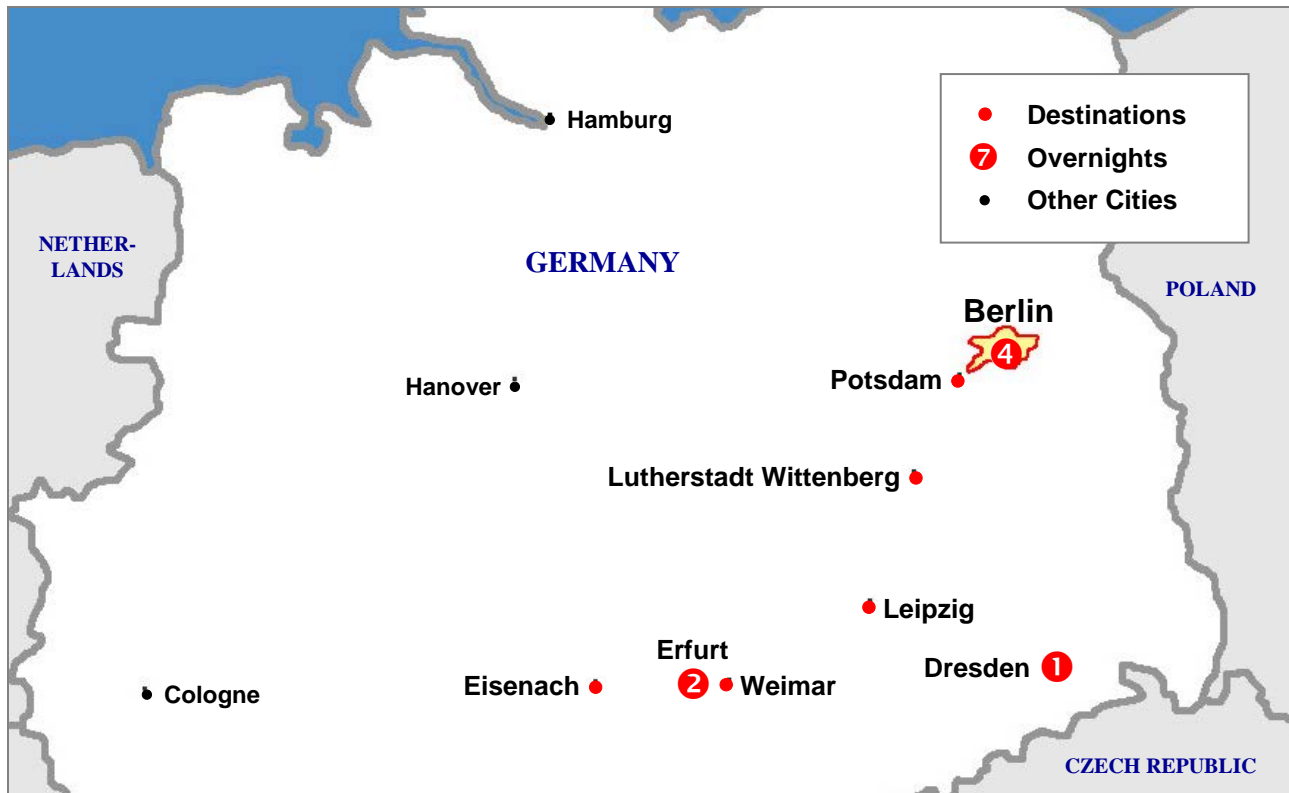 Hamburg
Destinations
7 Overnights
Other Cities
NETHER-
LANDS
GERMANY
POLAND
Berlin
4
Potsdam
Hanover
Lutherstadt Wittenberg
Leipzig
Erfurt
Dresden 1
Eisenach
2 Weimar
Cologne
CZECH REPUBLIC